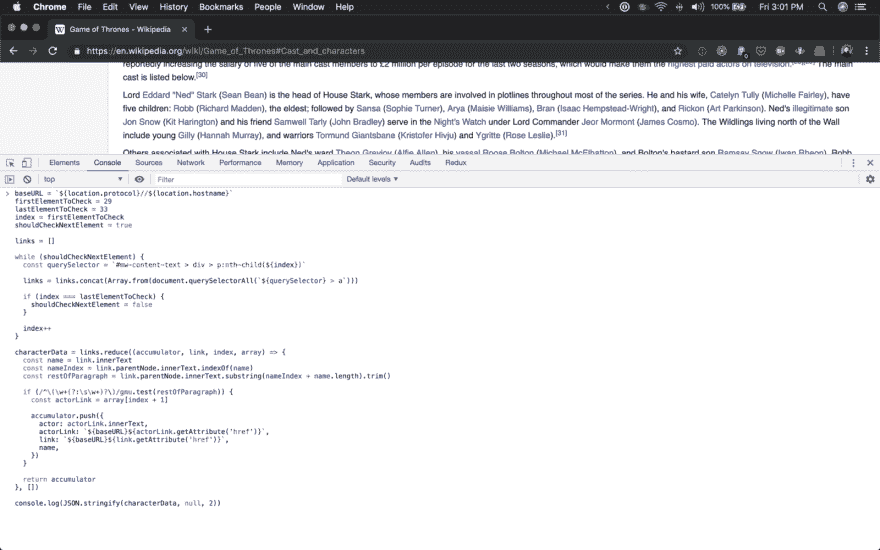 Chrome File Edit View History Bookmarks People Window Help 100% Fri 3:01 PM
Game of Thrones - Wikipedia
https://en.wikipedia.org/wiki/Game_of_Thrones#Cast_and_characters
reportedly increasing the salary of five of the main cast members to £2 million per episode for the last two seasons, which would make them the highest paid actors on television. The main
cast is listed below.[30]
Lord Eddard "Ned" Stark (Sean Bean) is the head of House Stark, whose members are involved in plotlines throughout most of the series. He and his wife, Catelyn Tully (Michelle Fairley), have
five children: Robb (Richard Madden), the eldest; followed by Sansa (Sophie Turner), Arya (Maisie Williams), Bran (Isaac Hempstead-Wright), and Rickon (Art Parkinson). Ned's illegitimate son
Jon Snow (Kit Harington) and his friend Samwell Tarly (John Bradley) serve in the Night's Watch under Lord Commander Jeor Mormont (James Cosmo). The Wildlings living north of the Wall
include young Gilly (Hannah Murray), and warriors Tormund Giantsbane (Kristofer Hivju) and Ygritte (Rose Leslie).[31]
Others associated with House Stark include Ned's ward Theon Greyjoy (Alfie Allen), his vassal Roose Bolton (Michael McElhatton), and Bolton's bastard son Ramsay Snow (Iwan Rheon). Robb
Elements Console Sources Network Performance Memory Application Security Audits Redux
top Filter Default levels ▼
> baseURL = `${location.protocol}//${location.hostname}`
firstElementToCheck = 29
lastElementToCheck = 33
index = firstElementToCheck
shouldCheckNextElement = true
links = []
while (shouldCheckNextElement) {
const querySelector = `#mw-content-text > div > p:nth-child(${index})`
links = links.concat(Array.from(document.querySelectorAll(`${querySelector} > a`)))
if (index === lastElementToCheck) {
shouldCheckNextElement = false
}
index++
}
characterData = links.reduce((accumulator, link, index, array) => {
const name = link.innerText
const nameIndex = link.parentNode.innerText.indexOf(name)
const restOfParagraph = link.parentNode.innerText.substring(nameIndex + name.length).trim()
if (/^\(\w+(?:\s\w+)?\)/gmu.test(restOfParagraph)) {
const actorLink = array[index + 1]
accumulator.push({
actor: actorLink.innerText,
actorLink: `${baseURL}${actorLink.getAttribute('href')}`,
link: `${baseURL}${link.getAttribute('href')}`,
name,
})
}
return accumulator
}, [])
console.log(JSON.stringify(characterData, null, 2))